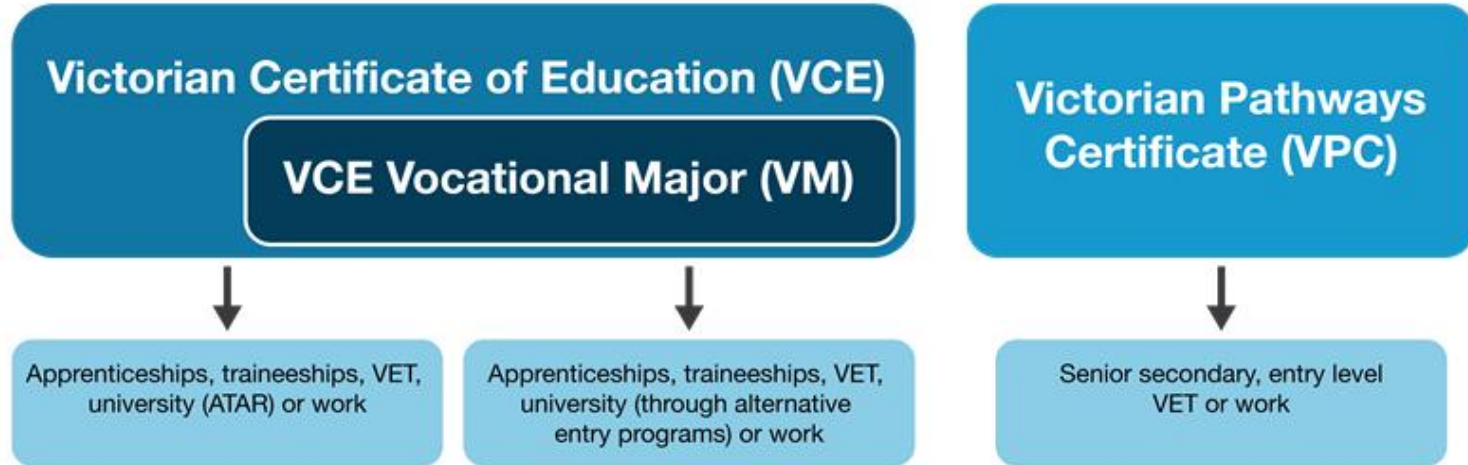 Victorian Certificate of Education (VCE)
VCE Vocational Major (VM)
Victorian Pathways
Certificate (VPC)
Apprenticeships, traineeships, VET,
university (ATAR) or work
Apprenticeships, traineeships, VET,
university (through alternative
entry programs) or work
Senior secondary, entry level
VET or work